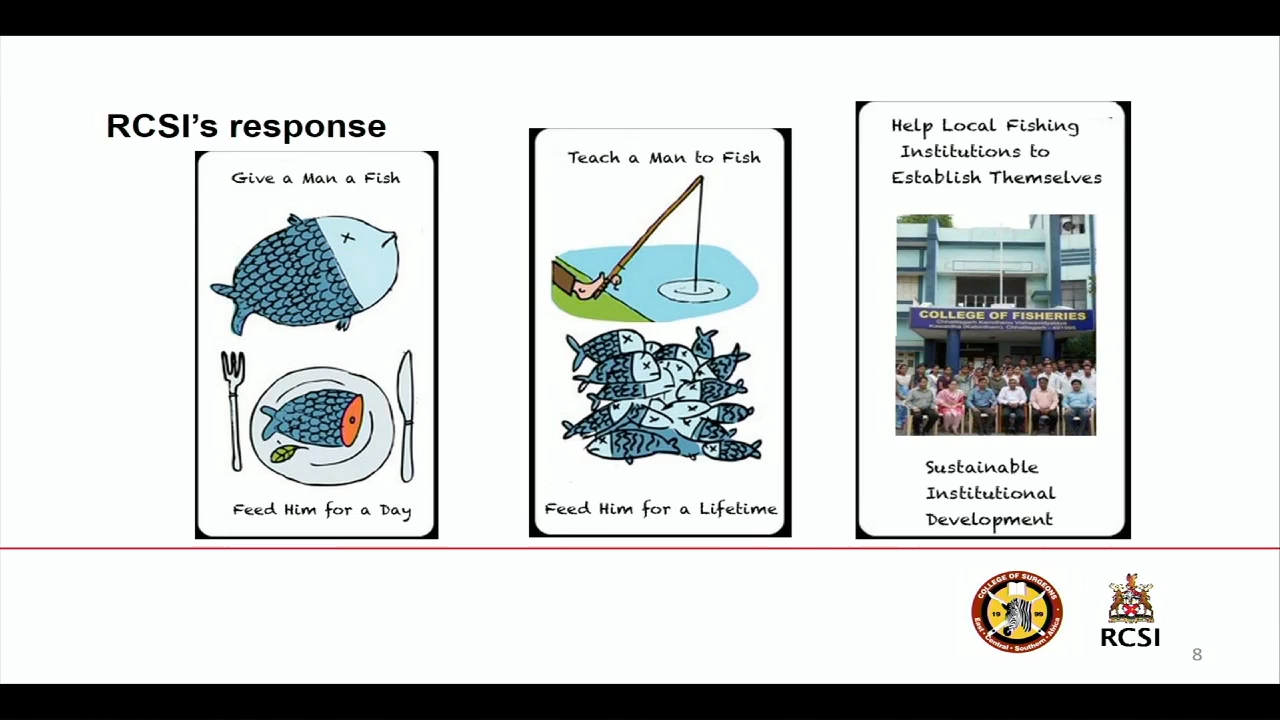 RCSI's response
Give a Man a Fish
Feed Him for a Day
Teach a Man to Fish
Feed Him for a Lifetime
Help Local Fishing
Institutions to
Establish Themselves
COLLEGE OF FISHERIES
Sustainable
Institutional
Development
COLLEGE OF SURGEONS
19 99
East • Central • Southern • Africa
RCSI
8